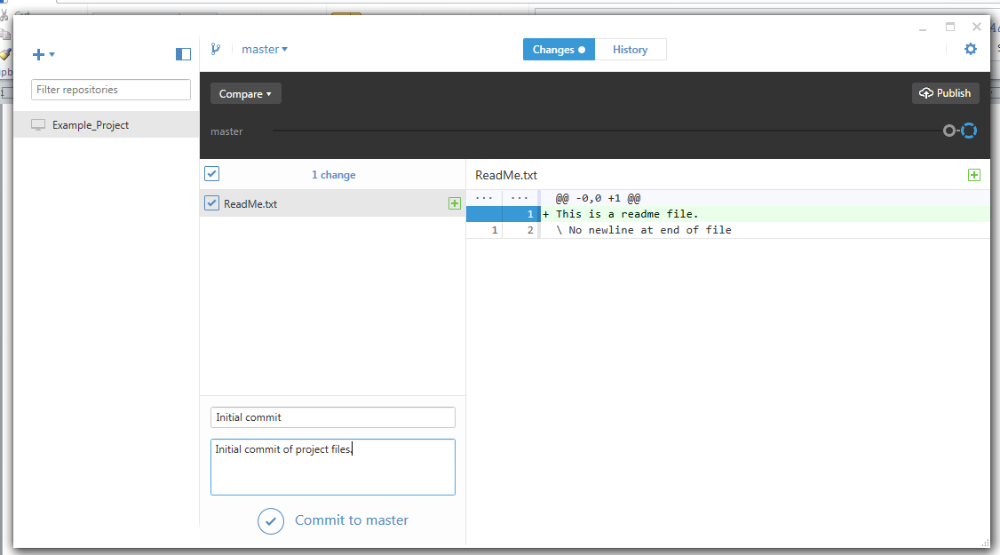 Cut
master
Changes
History
Filter repositories
Compare
Publish
Example_Project
master
1 change
ReadMe.txt
ReadMe.txt
... ... @@ -0,0 +1 @@
1 + This is a readme file.
1 2 \ No newline at end of file
Initial commit
Initial commit of project files.
Commit to master